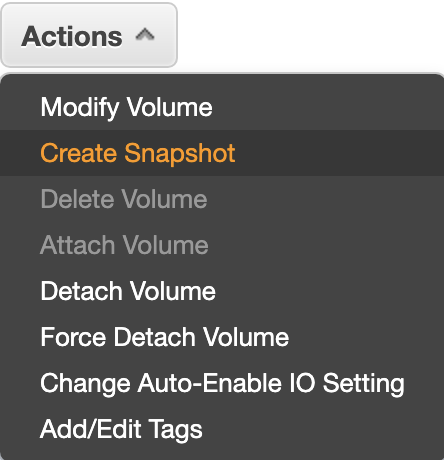 Actions
Modify Volume
Create Snapshot
Delete Volume
Attach Volume
Detach Volume
Force Detach Volume
Change Auto-Enable IO Setting
Add/Edit Tags